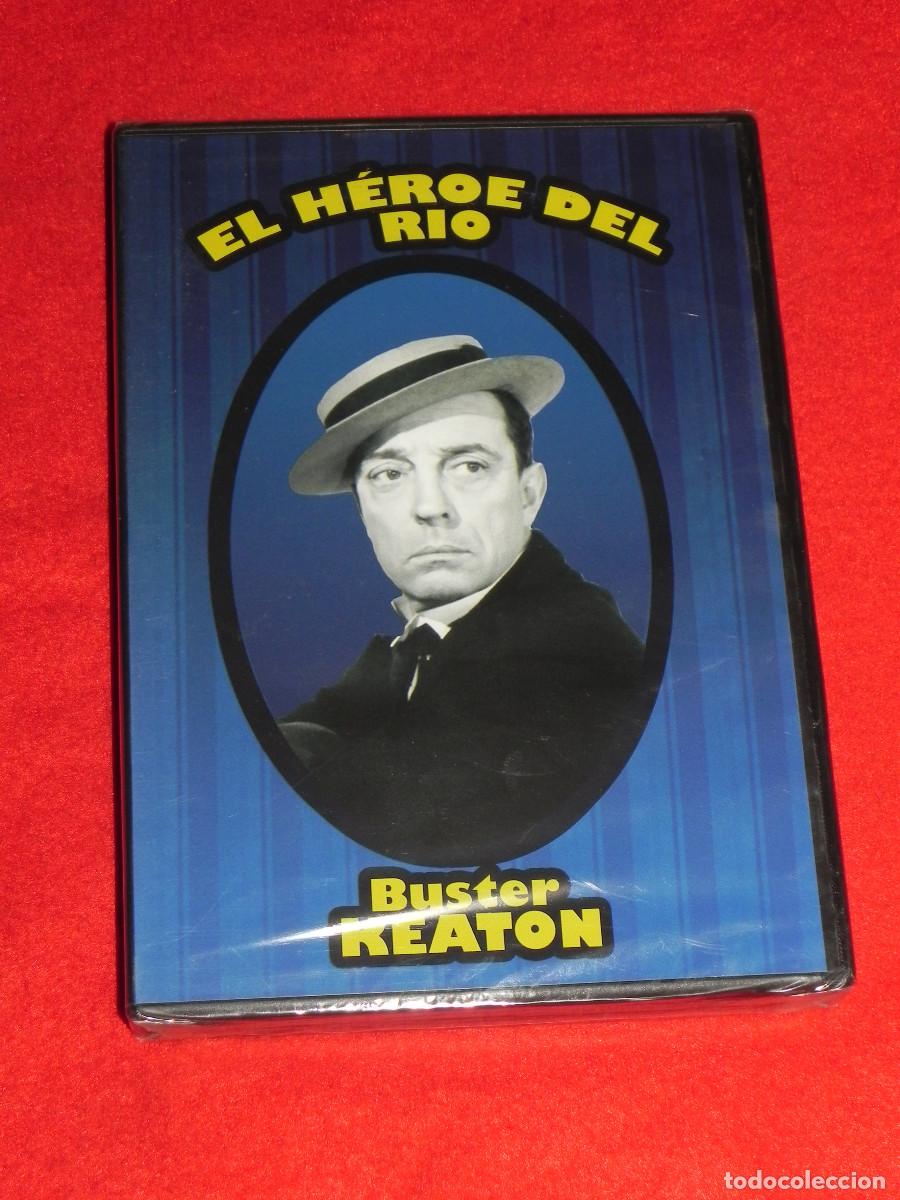 EL HÉROE DEL
RIO
Buster
KEATON
todocoleccion